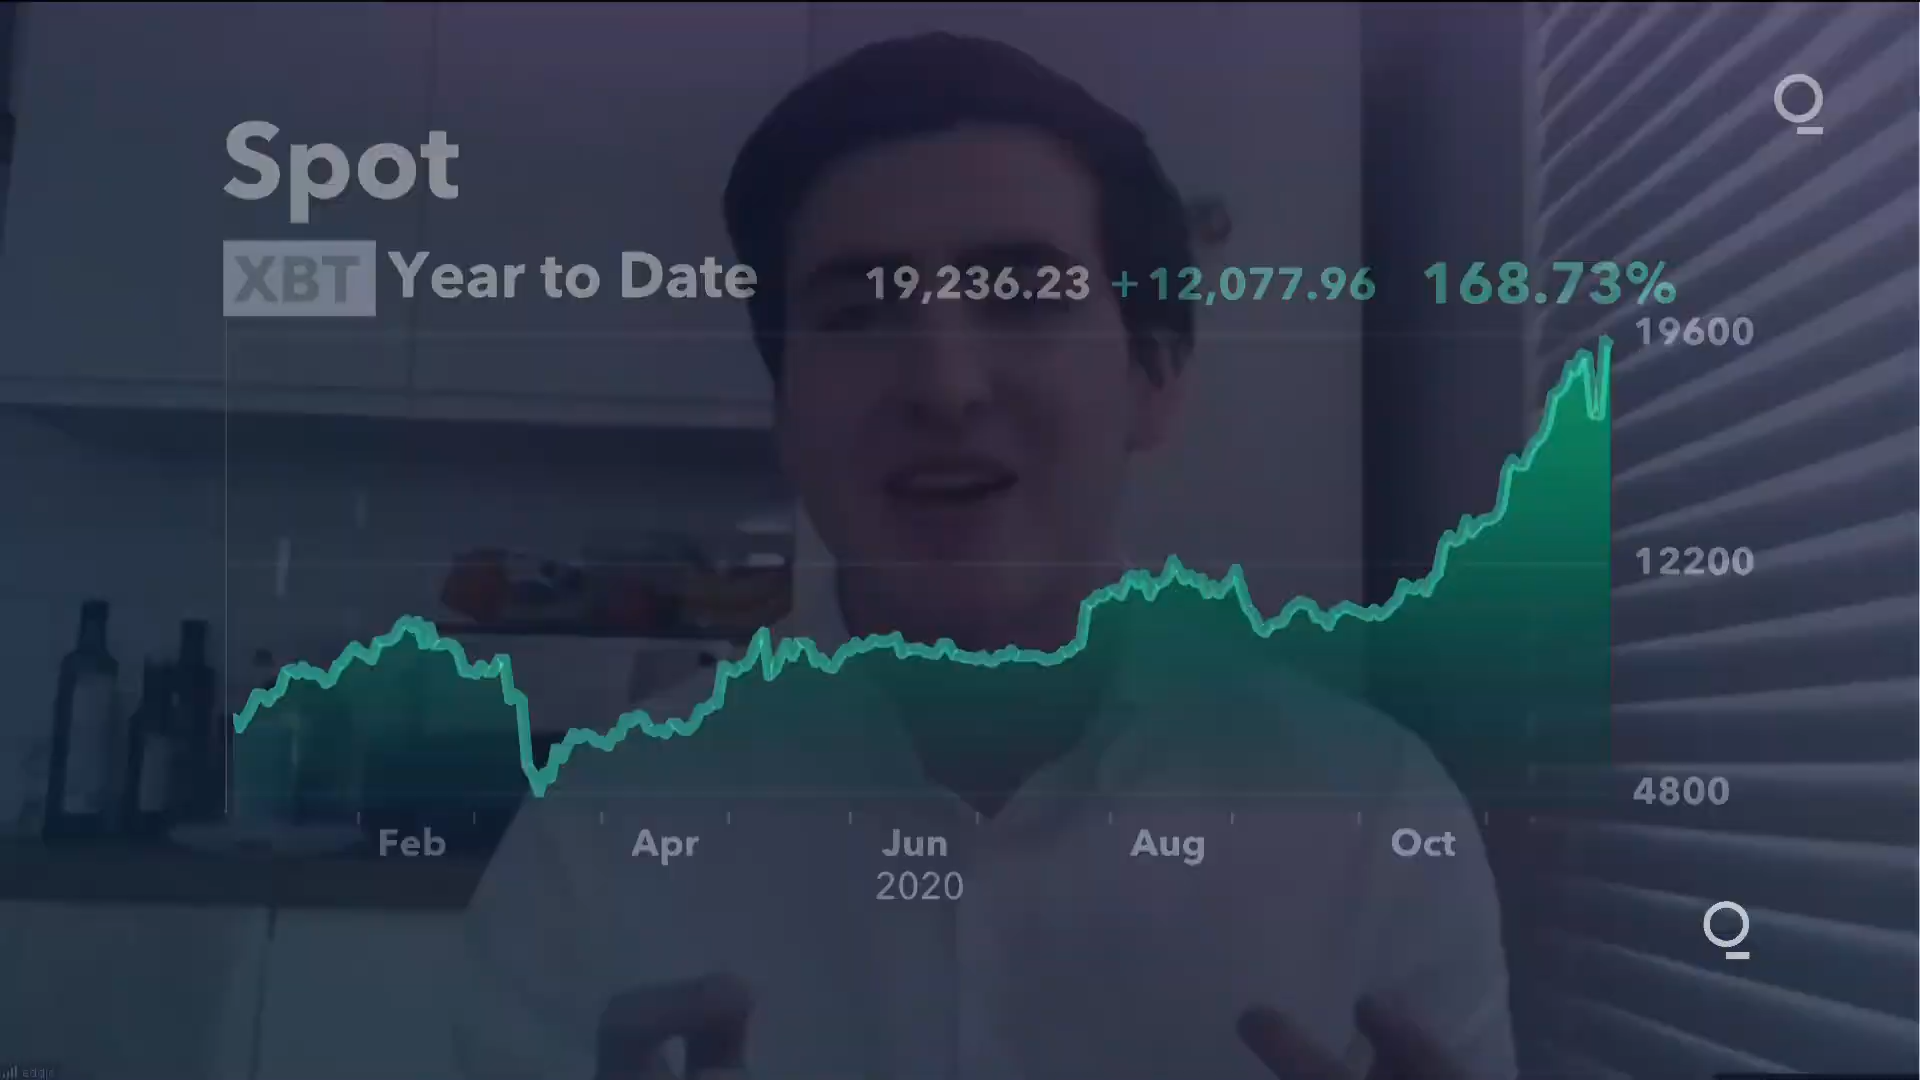 Spot
XBT Year to Date 19,236.23 +12,077.96 168.73%
19600
12200
4800
Feb Apr Jun Aug Oct
2020